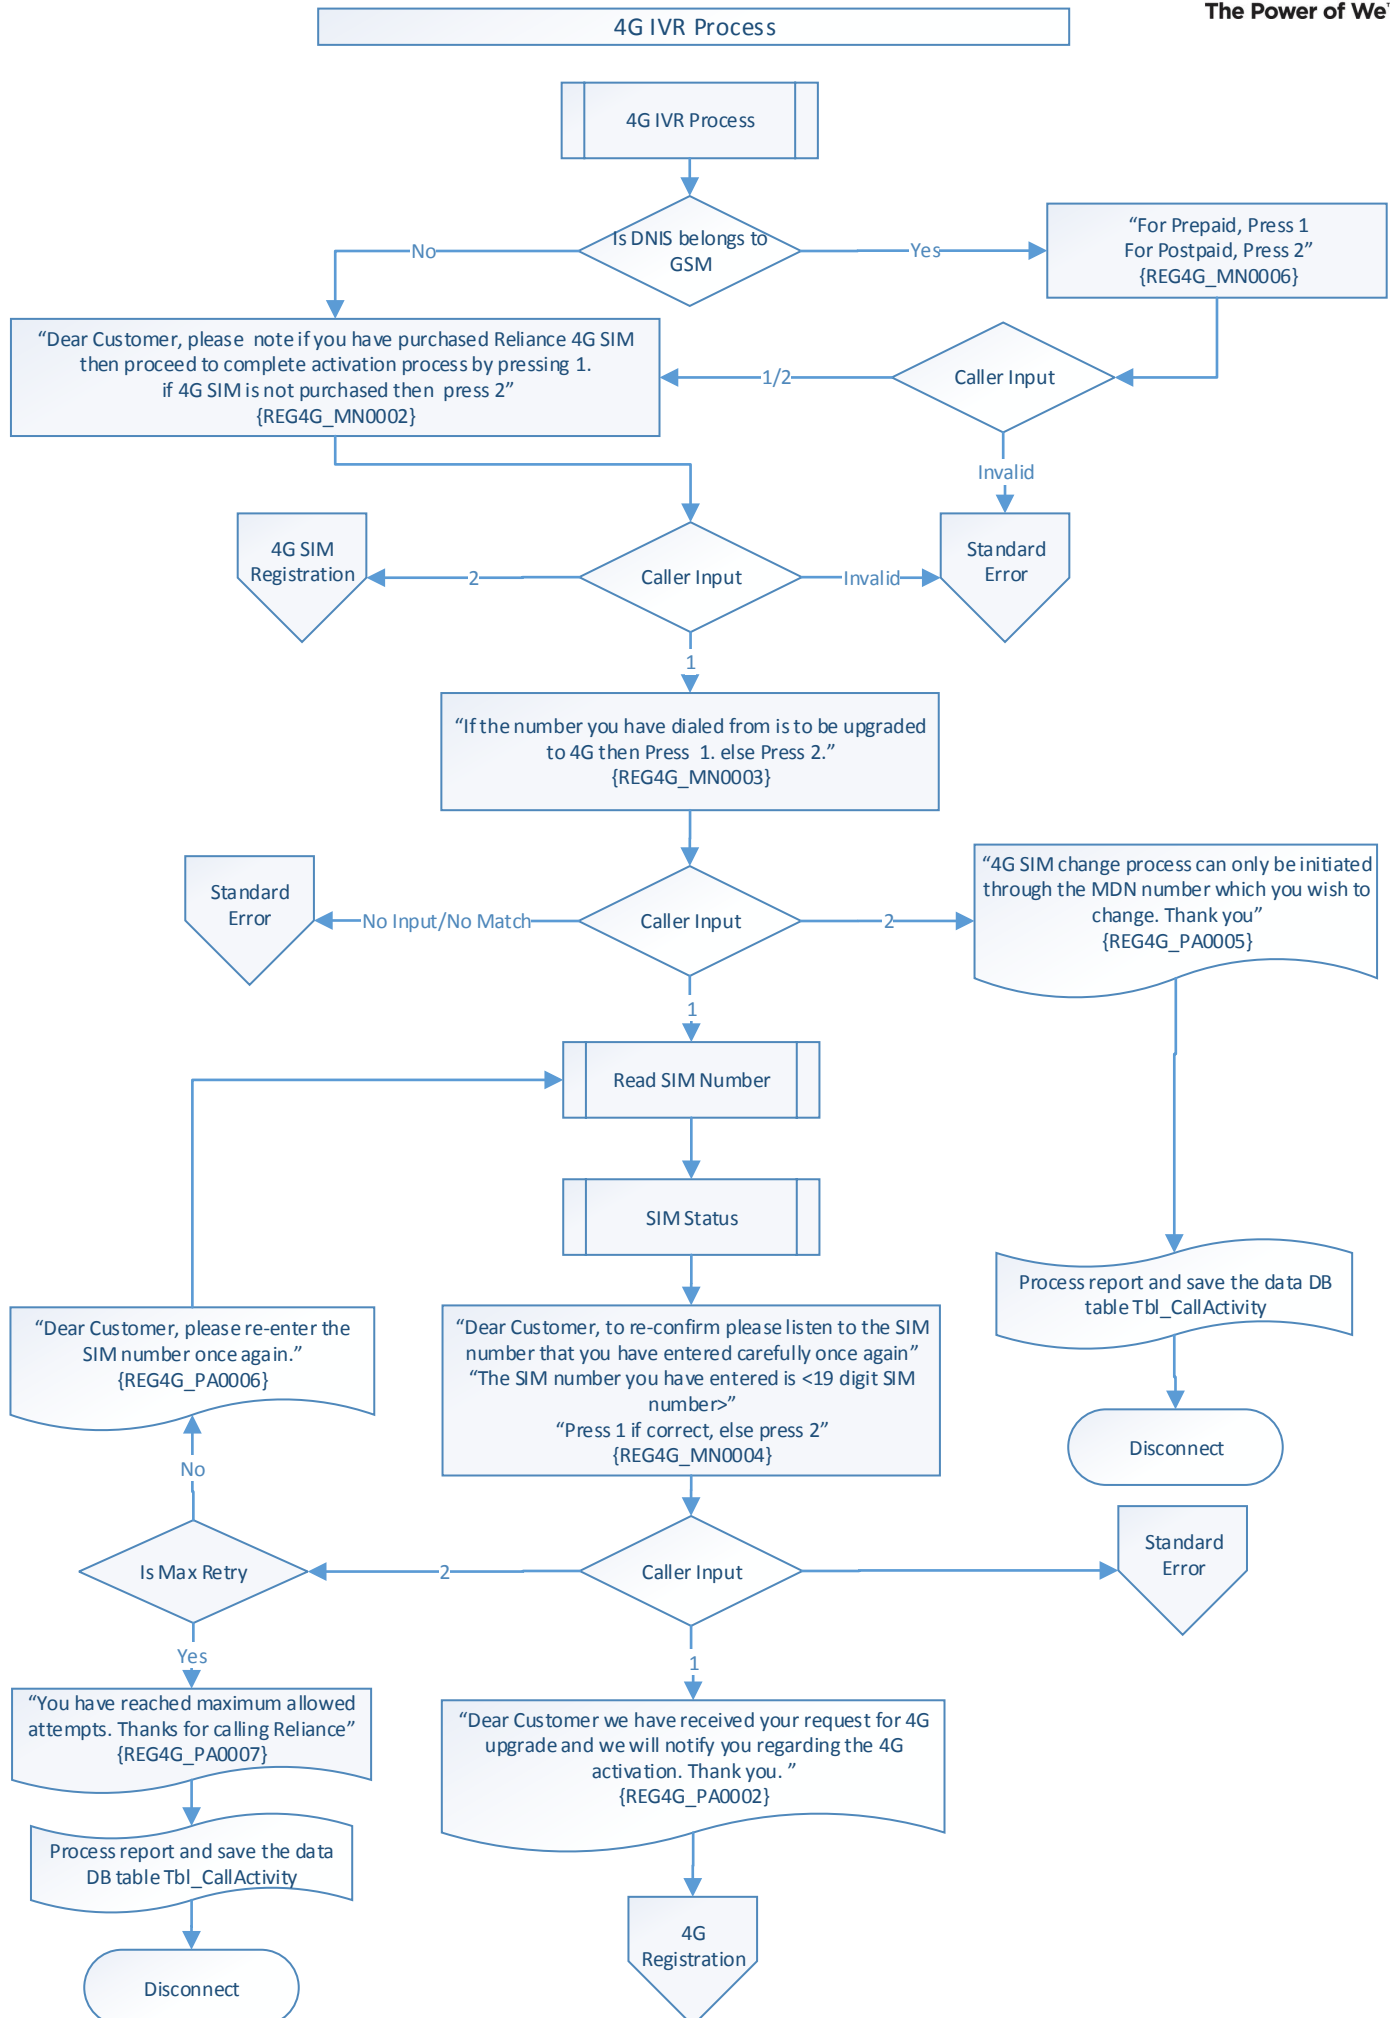 The Power of We
4G IVR Process
4G IVR Process
Is DNIS belongs to
GSM
No
Yes
"For Prepaid, Press 1
For Postpaid, Press 2"
{REG4G_MN0006}
"Dear Customer, please note if you have purchased Reliance 4G SIM
then proceed to complete activation process by pressing 1.
if 4G SIM is not purchased then press 2"
{REG4G_MN0002}
1/2
Caller Input
Invalid
4G SIM
Registration
2
Caller Input
Invalid
Standard
Error
1
"If the number you have dialed from is to be upgraded
to 4G then Press 1. else Press 2."
{REG4G_MN0003}
Standard
Error
No Input/No Match
Caller Input
2
"4G SIM change process can only be initiated
through the MDN number which you wish to
change. Thank you"
{REG4G_PA0005}
1
Read SIM Number
SIM Status
Process report and save the data DB
table Tbl_CallActivity
"Dear Customer, please re-enter the
SIM number once again."
{REG4G_PA0006}
"Dear Customer, to re-confirm please listen to the SIM
number that you have entered carefully once again"
"The SIM number you have entered is <19 digit SIM
number>"
"Press 1 if correct, else press 2"
{REG4G_MN0004}
Disconnect
No
Is Max Retry
2
Caller Input
Standard
Error
Yes
1
"You have reached maximum allowed
attempts. Thanks for calling Reliance"
{REG4G_PA0007}
"Dear Customer we have received your request for 4G
upgrade and we will notify you regarding the 4G
activation. Thank you. "
{REG4G_PA0002}
Process report and save the data
DB table Tbl_CallActivity
4G
Registration
Disconnect